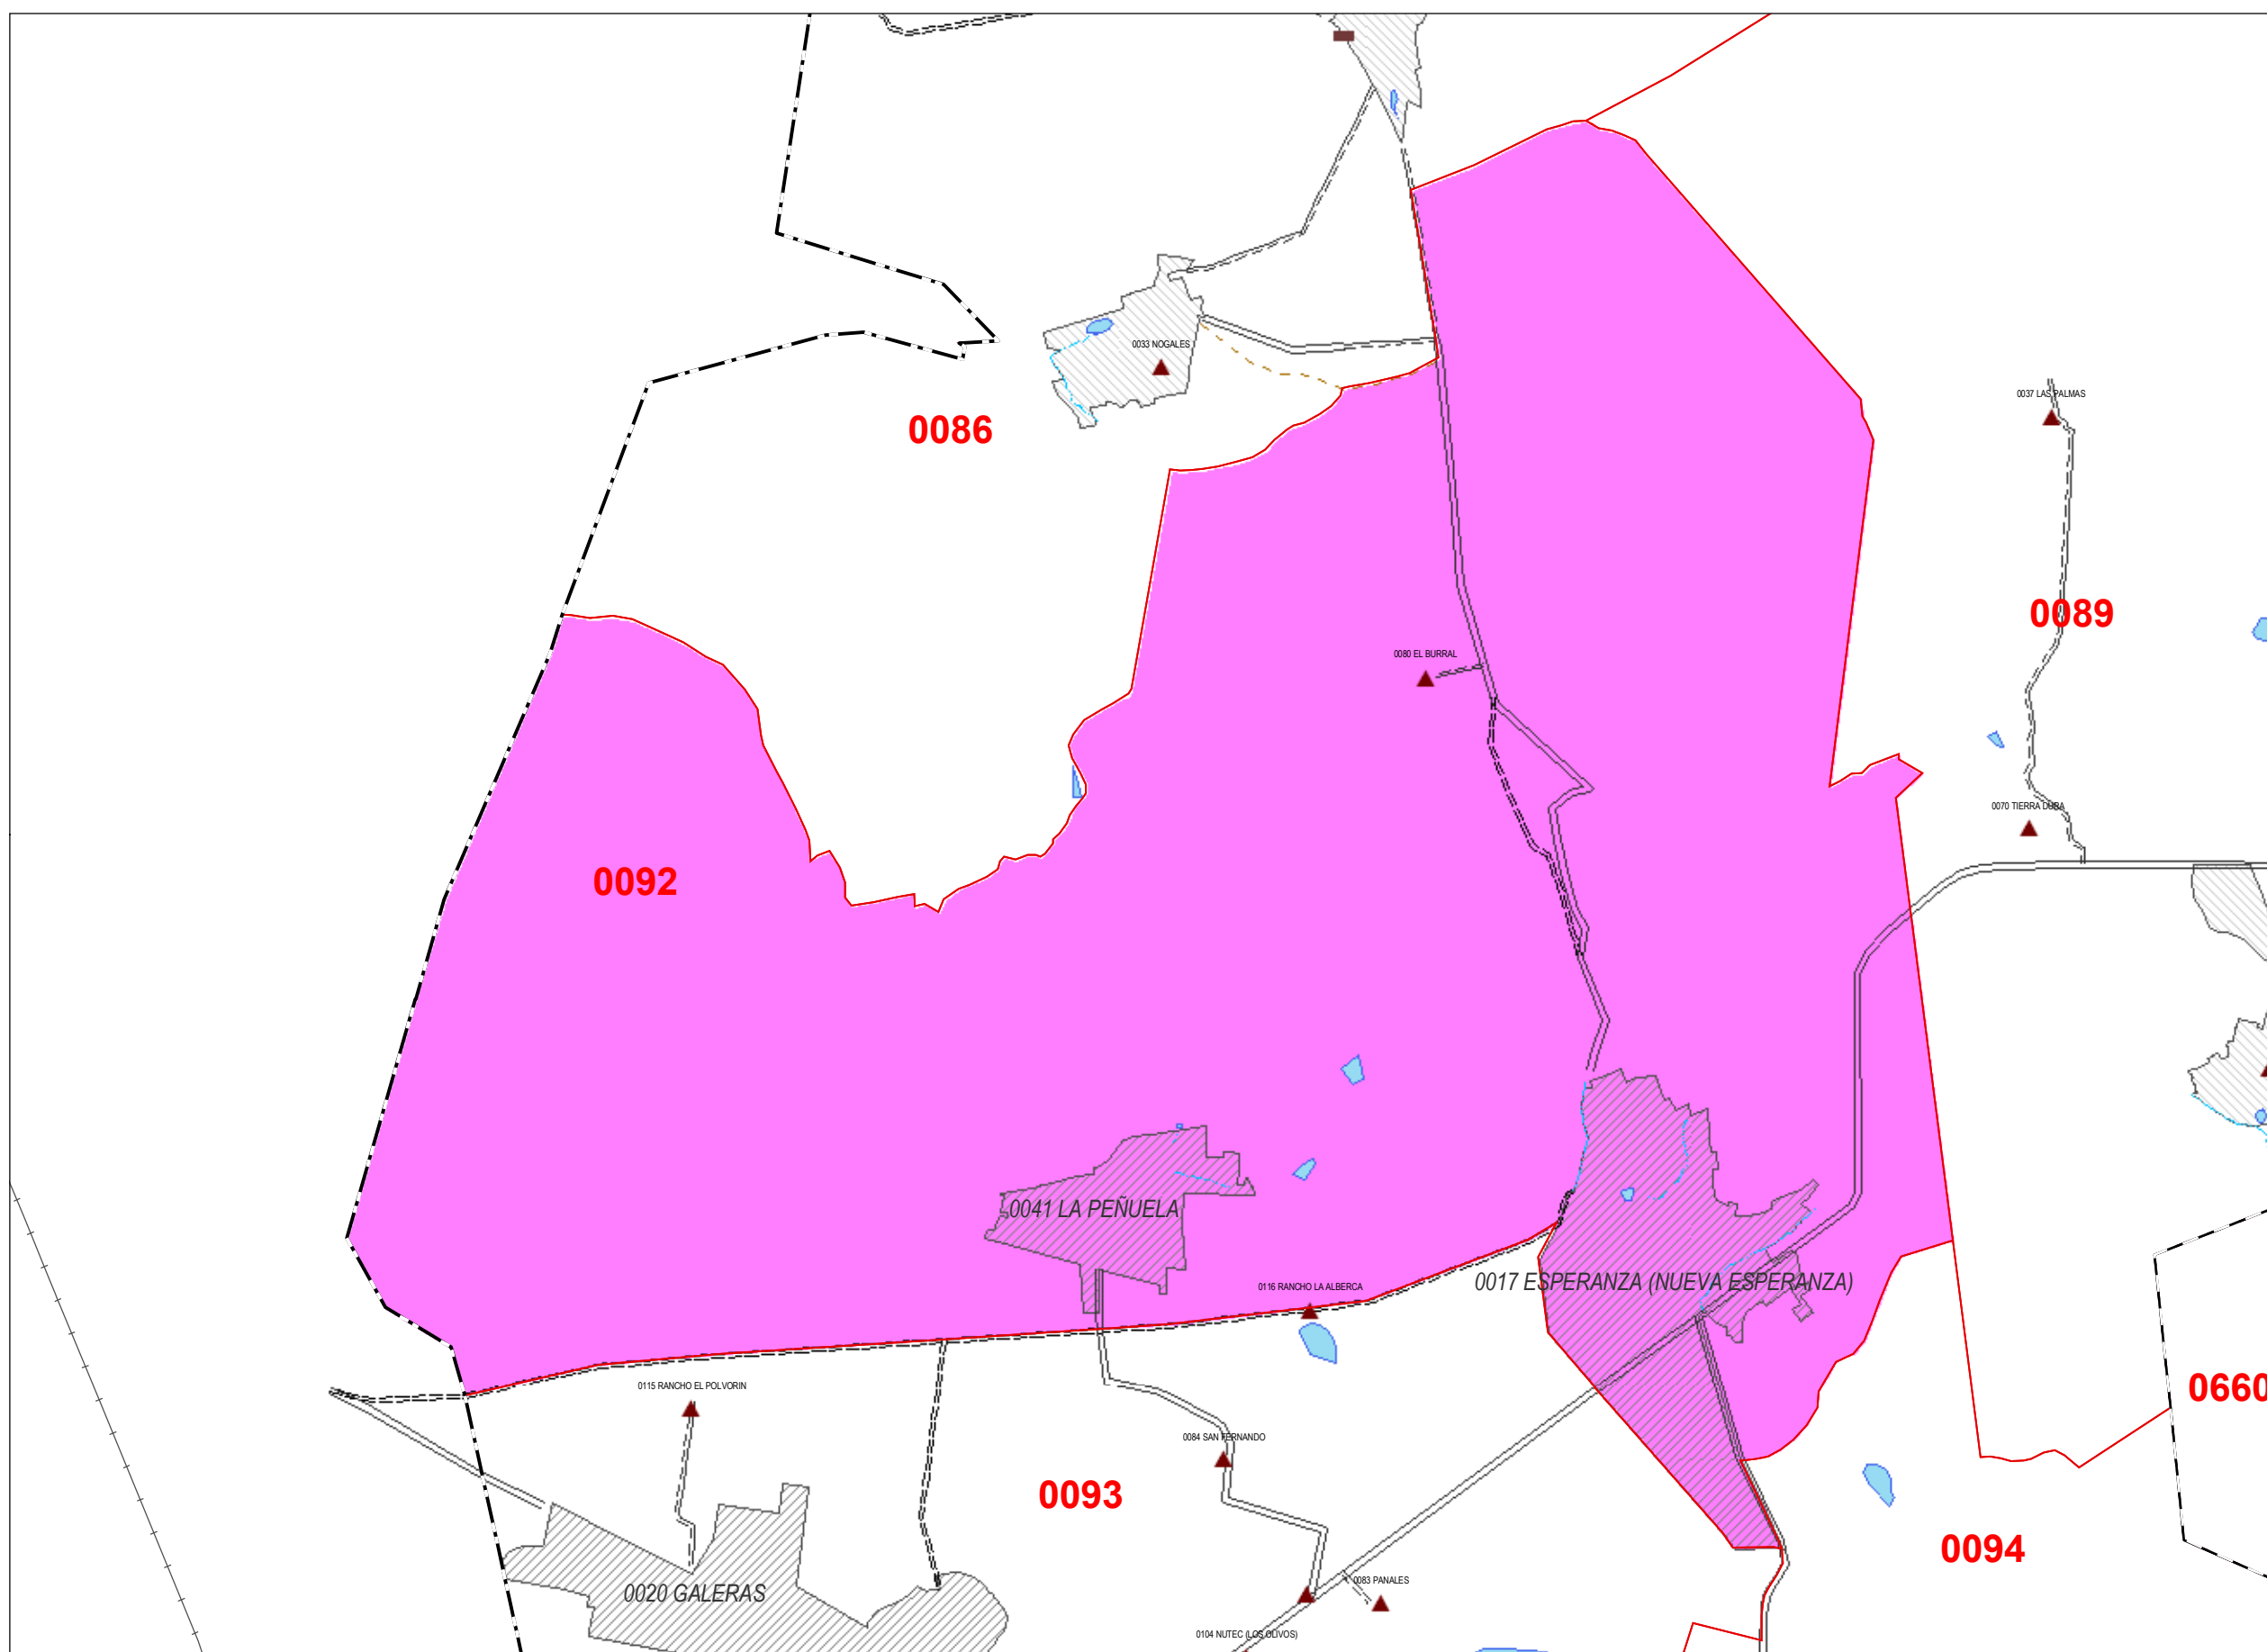 0033 NOGALES
0037 LAS PALMAS
0086
0089
0080 EL BURRAL
0070 TIERRA DURA
0092
0041 LA PEÑUELA
0017 ESPERANZA (NUEVA ESPERANZA)
0116 RANCHO LA ALBERCA
0115 RANCHO EL POLVORIN
0660
0084 SAN FERNANDO
0093
0094
0083 PANALES
0020 GALERAS
0104 NUTEC (LOS OLIVOS)